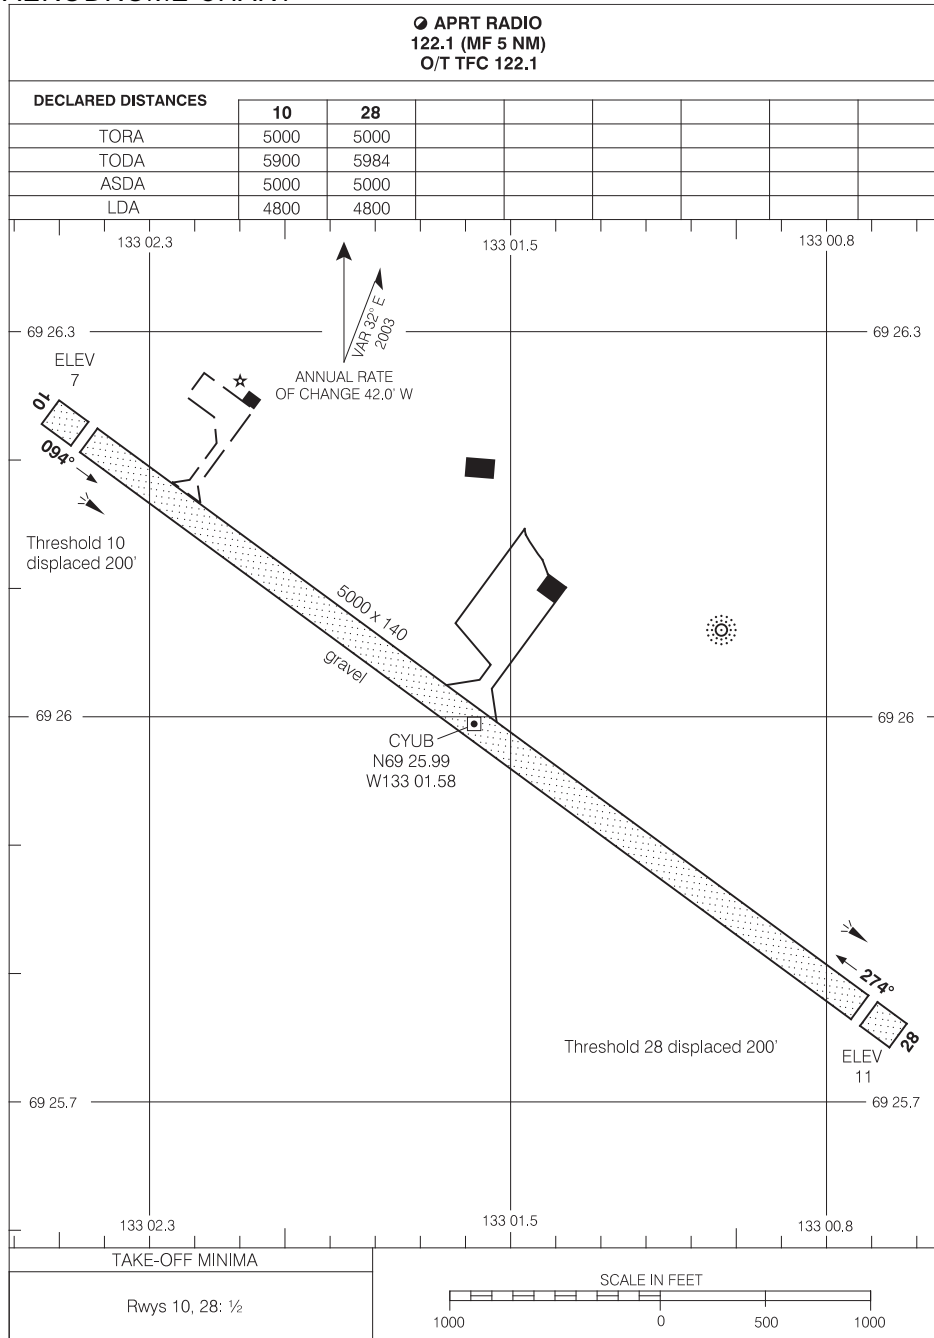 AERODROME CHART
APRT RADIO
122.1 (MF 5 NM)
O/T TFC 122.1
DECLARED DISTANCES 10 28
TORA 5000 5000
TODA 5900 5984
ASDA 5000 5000
LDA 4800 4800
133 02.3 133 01.5 133 00.8
VAR 32° E
2003
69 26.3 69 26.3
ELEV
7
ANNUAL RATE
OF CHANGE 42.0' W
10
094°
Threshold 10
displaced 200'
5000 x 140
gravel
69 26 69 26
CYUB
N69 25.99
W133 01.58
274°
28
Threshold 28 displaced 200'
ELEV
11
69 25.7 69 25.7
133 02.3 133 01.5 133 00.8
TAKE-OFF MINIMA
Rwys 10, 28: ½
SCALE IN FEET
1000 0 500 1000